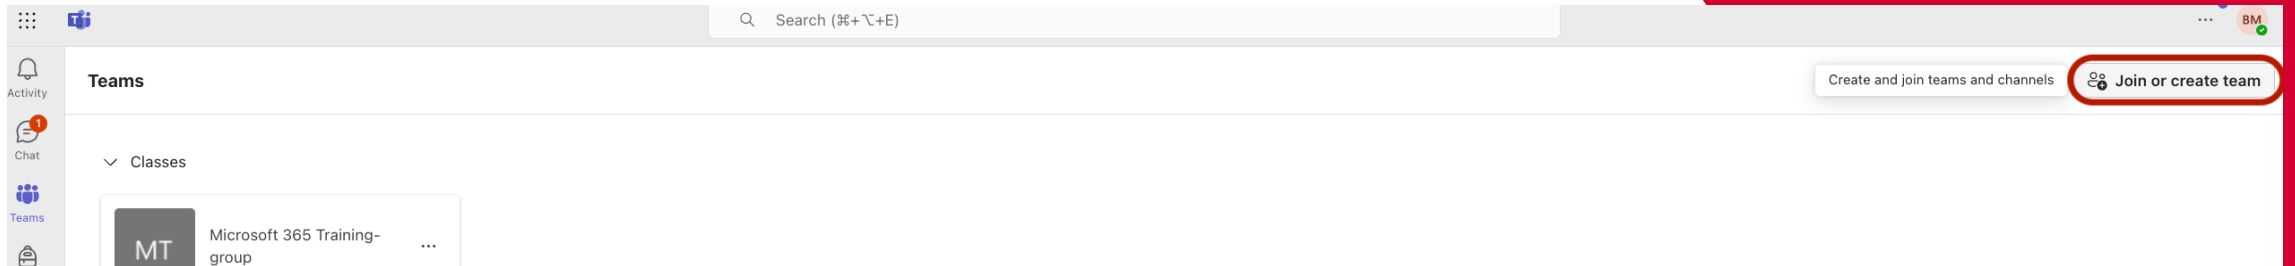 Search (⌘+⌥+E)
BM
Activity
Teams
Create and join teams and channels
Join or create team
1
Chat
Classes
Teams
MT
Microsoft 365 Training-
group